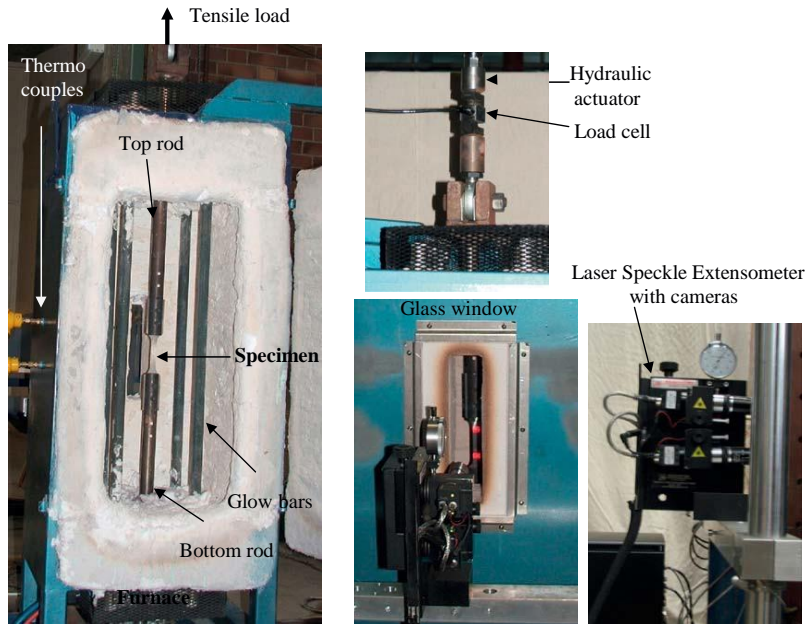 Tensile load
Thermo
couples
Top rod
Specimen
Glow bars
Bottom rod
Furnace
Hydraulic
actuator
Load cell
Glass window
Laser Speckle Extensometer
with cameras